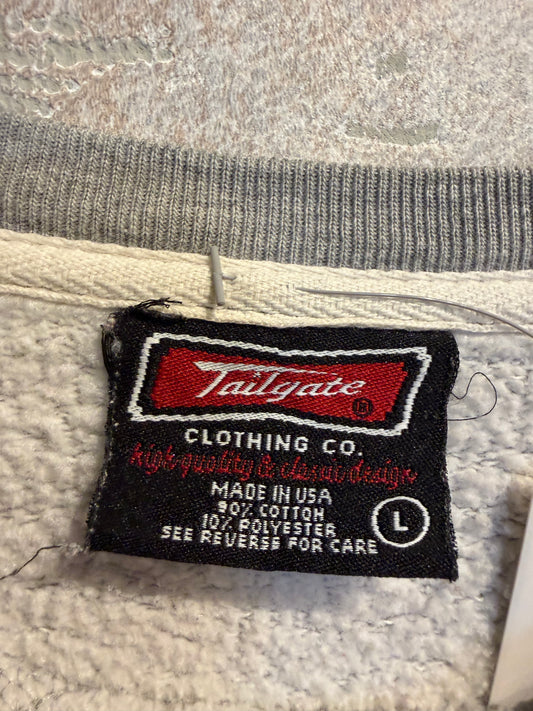 Tailgate ®
CLOTHING CO.
high quality & classic design
MADE IN USA
90% COTTON
10% POLYESTER
SEE REVERSE FOR CARE
L